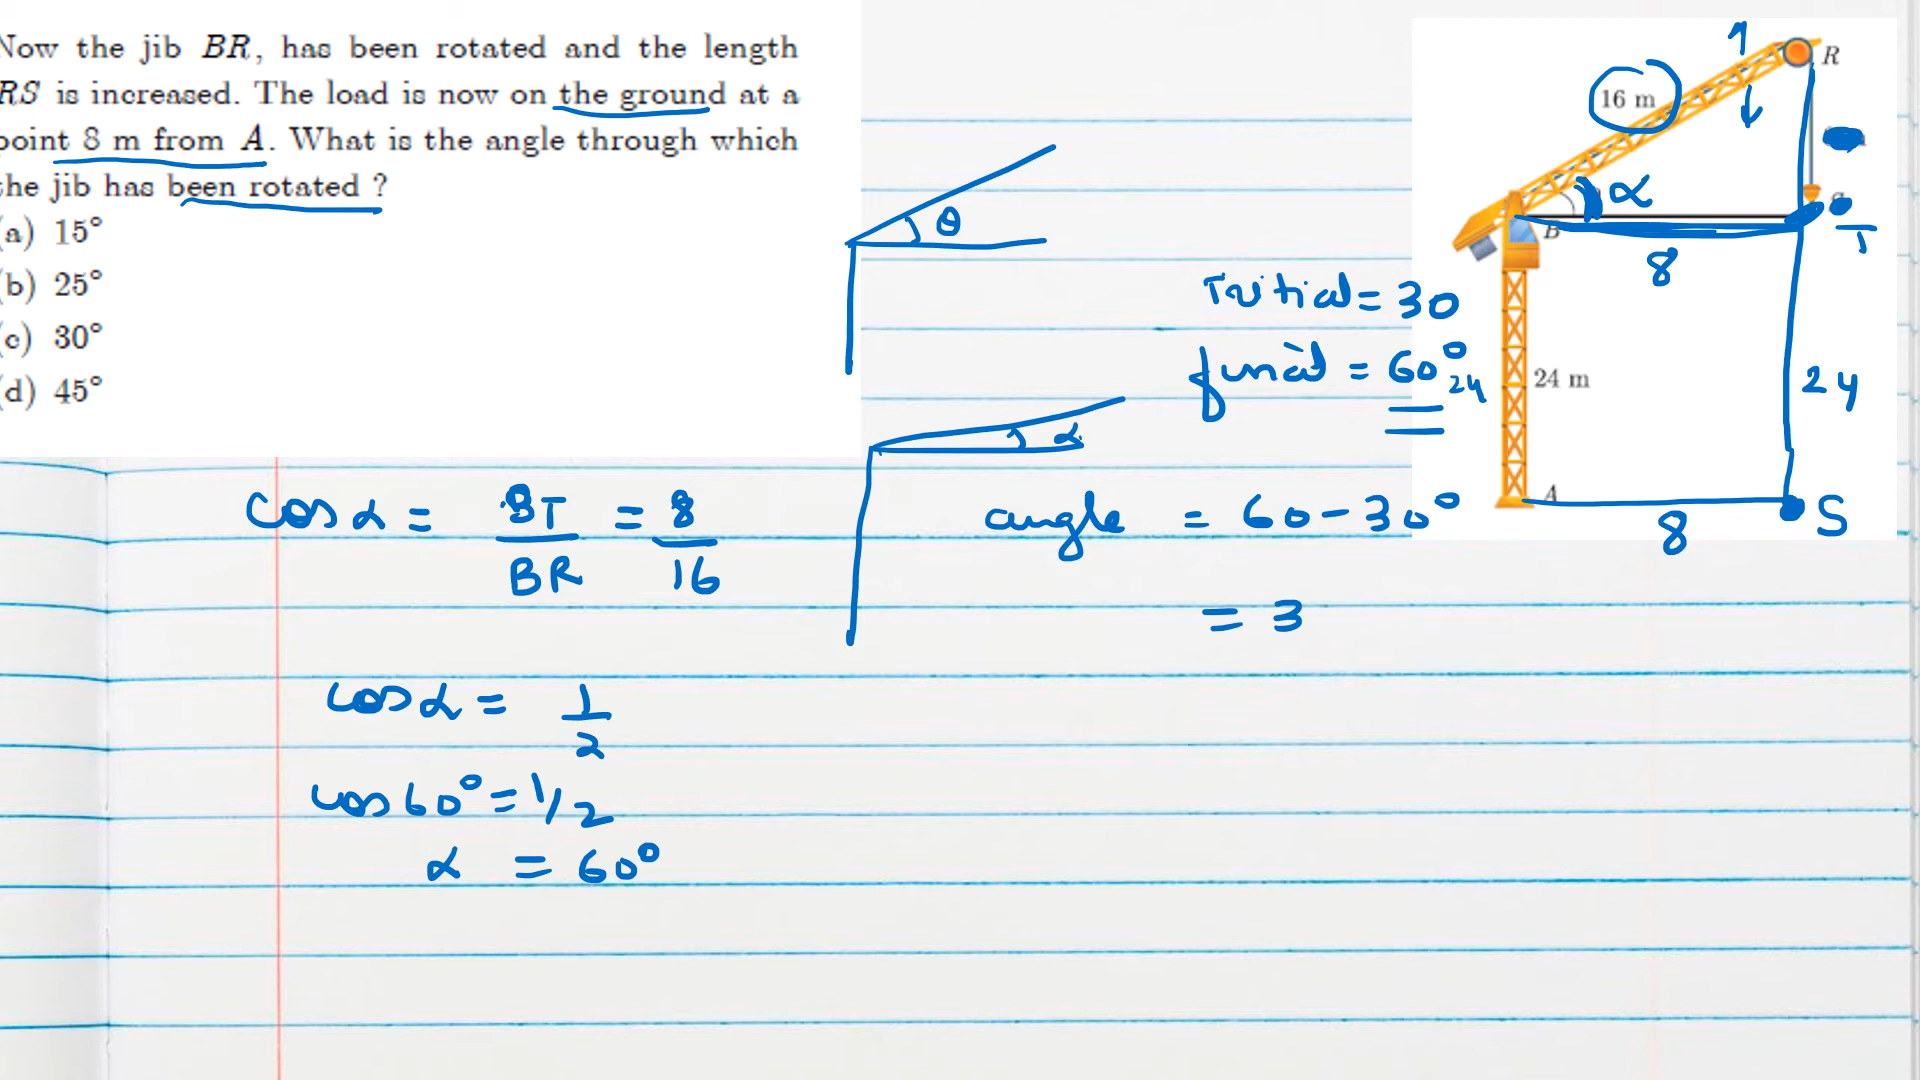 Now the jib BR, has been rotated and the length
RS is increased. The load is now on the ground at a
point 8 m from A. What is the angle through which
the jib has been rotated ?
(a) 15°
(b) 25°
(c) 30°
(d) 45°
θ
α
16 m
R
α
B
T
8
24 m
24
24
A
8
S
Initial = 30
final = 60°
cos α = BT/BR = 8/16
cos α = 1/2
cos 60° = 1/2
α = 60°
angle = 60 - 30°
= 3